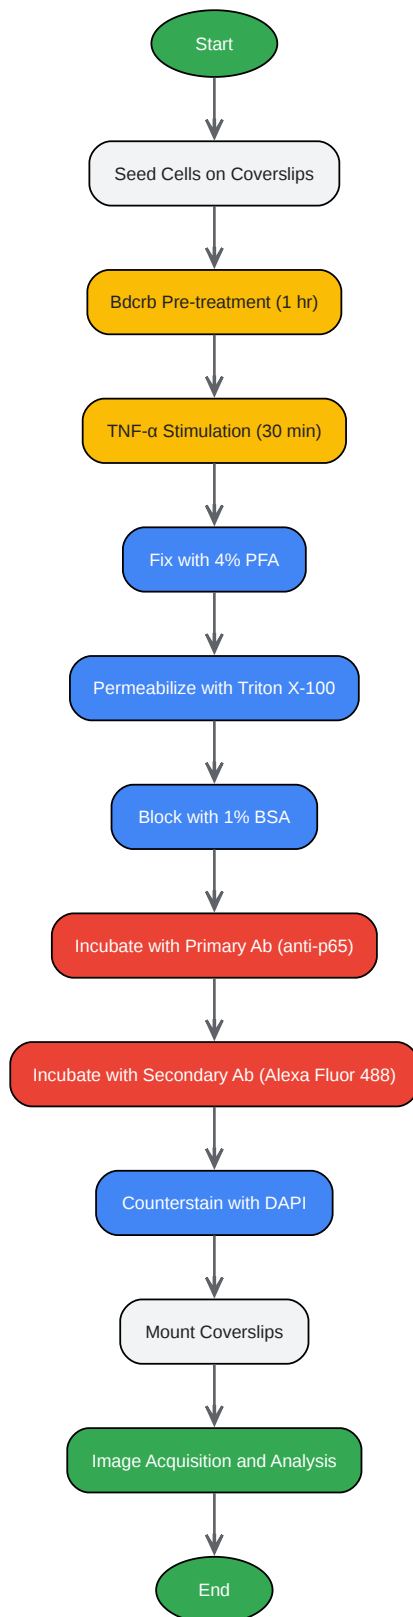 Start
Seed Cells on Coverslips
Bdcrb Pre-treatment (1 hr)
TNF-α Stimulation (30 min)
Fix with 4% PFA
Permeabilize with Triton X-100
Block with 1% BSA
Incubate with Primary Ab (anti-p65)
Incubate with Secondary Ab (Alexa Fluor 488)
Counterstain with DAPI
Mount Coverslips
Image Acquisition and Analysis
End